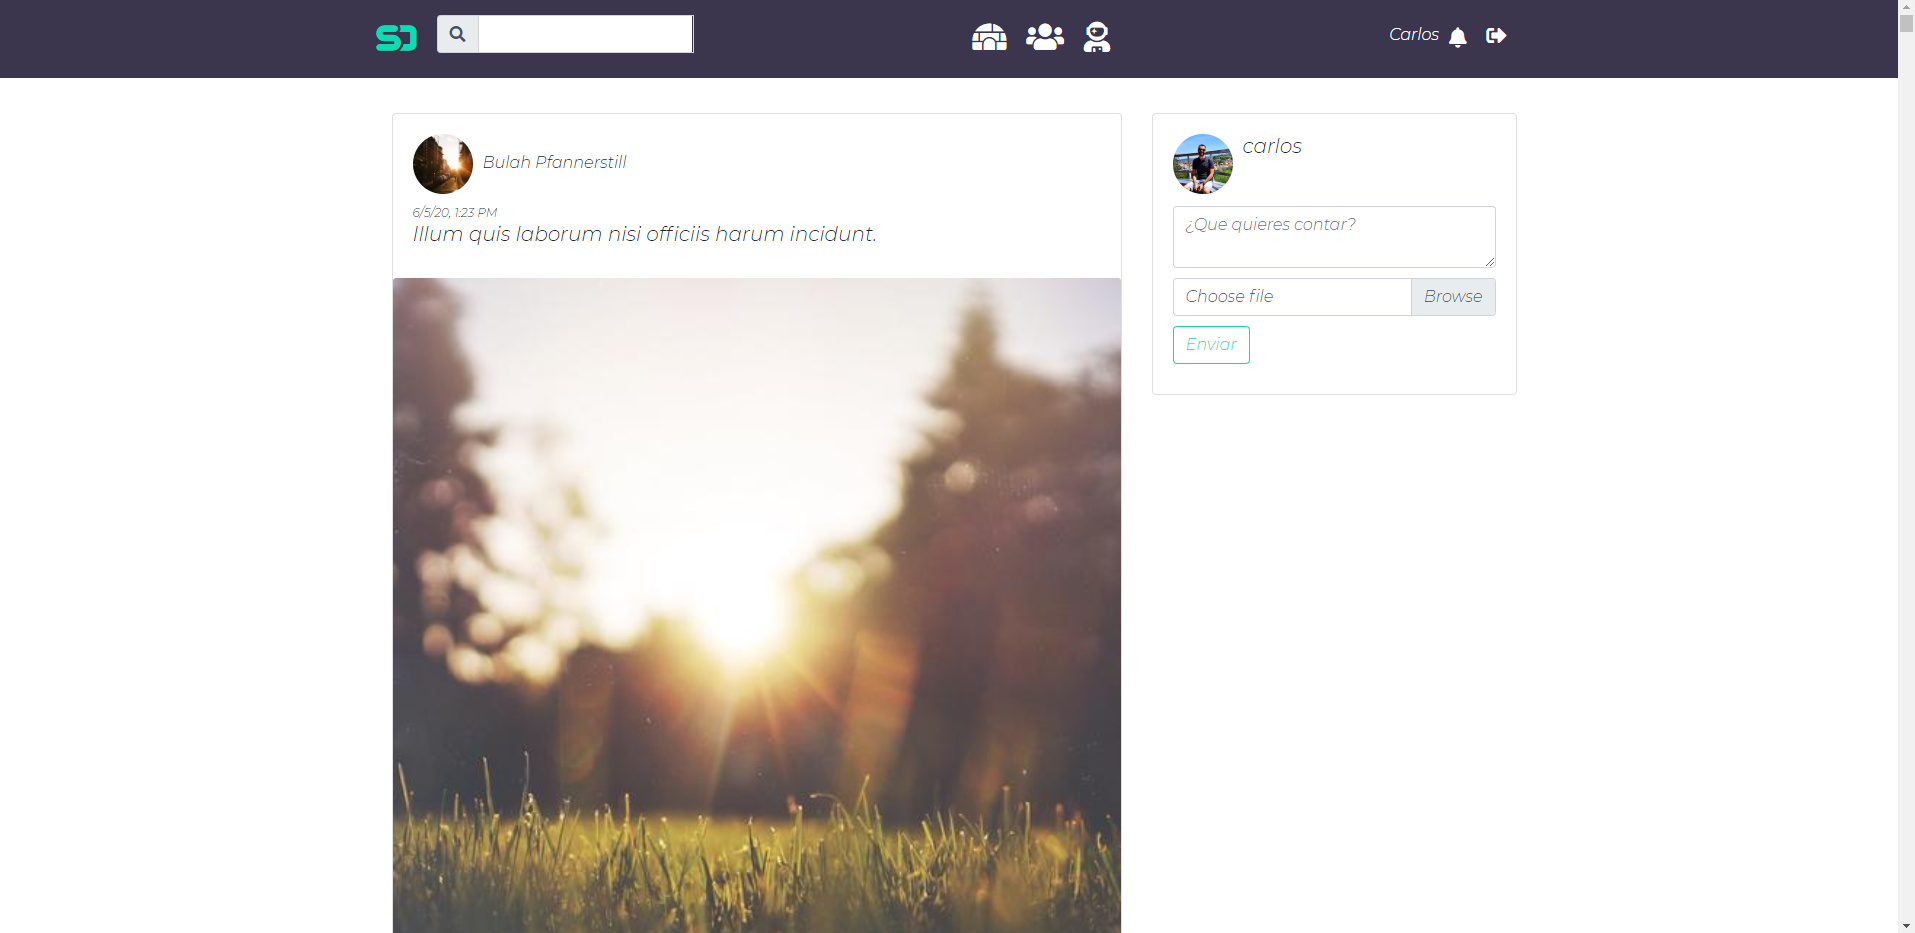 SD
Carlos
Bulah Pfannerstill
6/5/20, 1:23 PM
Illum quis laborum nisi officiis harum incidunt.
carlos
¿Que quieres contar?
Choose file
Browse
Enviar